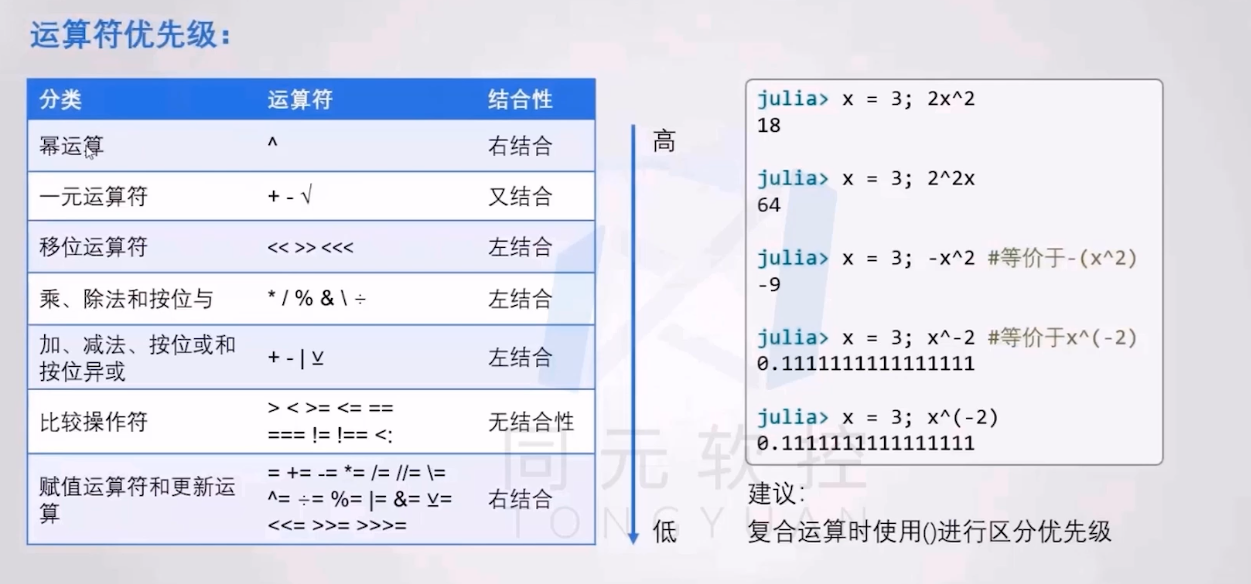 运算符优先级：
分类 运算符 结合性
幂运算 ^ 右结合
一元运算符 + - √ 又结合
移位运算符 << >> <<< 左结合
乘、除法和按位与 * / % & \ ÷ 左结合
加、减法、按位或和
按位异或 + - | ⊻ 左结合
比较操作符 > < >= <= ==
=== != !== <: 无结合性
赋值运算符和更新运
算 = += -= *= /= //= \=
^= ÷= %= |= &= ⊻=
<<= >>= >>>= 右结合
高
低
julia> x = 3; 2x^2
18
julia> x = 3; 2^2x
64
julia> x = 3; -x^2 #等价于-(x^2)
-9
julia> x = 3; x^-2 #等价于x^(-2)
0.1111111111111111
julia> x = 3; x^(-2)
0.1111111111111111
建议：
复合运算时使用()进行区分优先级
同元软控
TONGYUAN